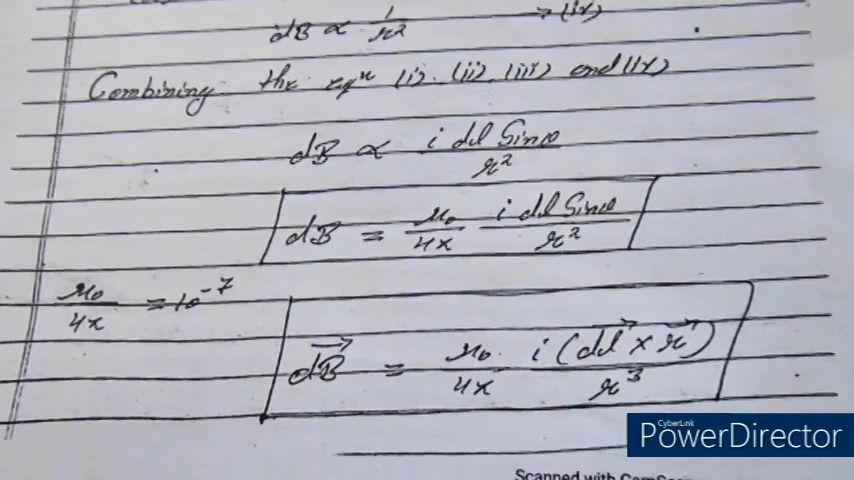 dB ∝ 1/r² → (iv)
Combining the eqⁿ (i), (ii), (iii) and (iv)
dB ∝ i dl Sinθ / r²
dB = μ₀/4π i dl Sinθ / r²
μ₀/4π = 10⁻⁷
→dB = μ₀/4π i (→dl × →r) / r³
CyberLink
PowerDirector
Scanned with